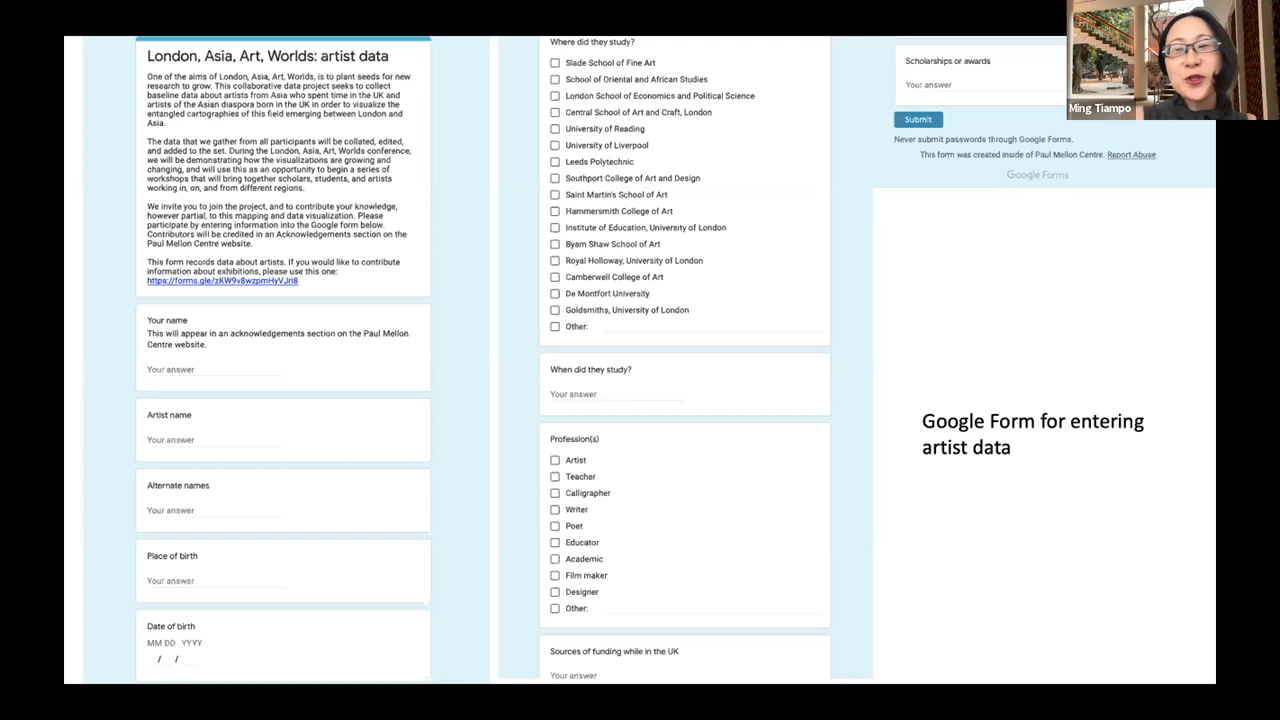 London, Asia, Art, Worlds: artist data
One of the aims of London, Asia, Art, Worlds, is to plant seeds for new
research to grow. This collaborative data project seeks to collect
baseline data about artists from Asia who spent time in the UK and
artists of the Asian diaspora born in the UK in order to visualize the
entangled cartographies of this field emerging between London and
Asia.
The data that we gather from all participants will be collated, edited,
and added to the set. During the London, Asia, Art, Worlds conference,
we will be demonstrating how the visualizations are growing and
changing, and will use this as an opportunity to begin a series of
workshops that will bring together scholars, students, and artists
working in, on, and from different regions.
We invite you to join the project, and to contribute your knowledge,
however partial, to this mapping and data visualization. Please
participate by entering information into the Google form below.
Contributors will be credited in an Acknowledgements section on the
Paul Mellon Centre website.
This form records data about artists. If you would like to contribute
information about exhibitions, please use this one:
https://forms.gle/zKW9v8wzpmHyVJri8
Your name
This will appear in an acknowledgements section on the Paul Mellon
Centre website.
Your answer
Artist name
Your answer
Alternate names
Your answer
Place of birth
Your answer
Date of birth
MM DD YYYY
/ /
Where did they study?
Slade School of Fine Art
School of Oriental and African Studies
London School of Economics and Political Science
Central School of Art and Craft, London
University of Reading
University of Liverpool
Leeds Polytechnic
Southport College of Art and Design
Saint Martin's School of Art
Hammersmith College of Art
Institute of Education, University of London
Byam Shaw School of Art
Royal Holloway, University of London
Camberwell College of Art
De Montfort University
Goldsmiths, University of London
Other:
When did they study?
Your answer
Profession(s)
Artist
Teacher
Calligrapher
Writer
Poet
Educator
Academic
Film maker
Designer
Other:
Sources of funding while in the UK
Your answer
Scholarships or awards
Your answer
Submit
Never submit passwords through Google Forms.
This form was created inside of Paul Mellon Centre. Report Abuse
Google Forms
Google Form for entering
artist data
Ming Tiampo